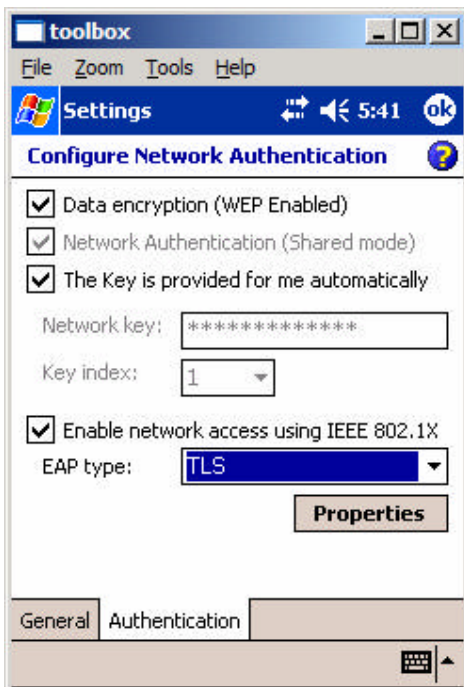 toolbox
File Zoom Tools Help
Settings 5:41 ok
Configure Network Authentication ?
Data encryption (WEP Enabled)
Network Authentication (Shared mode)
The Key is provided for me automatically
Network key: *************
Key index: 1
Enable network access using IEEE 802.1X
EAP type: TLS
Properties
General Authentication